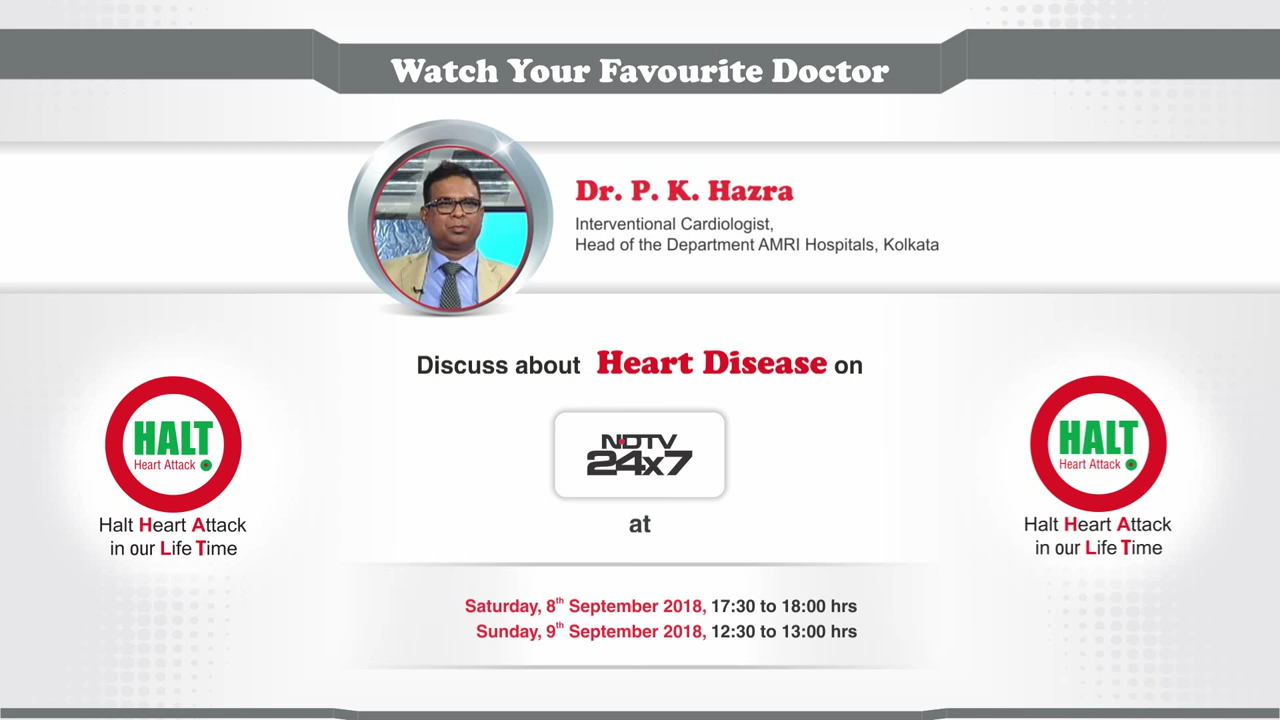 Watch Your Favourite Doctor
Dr. P. K. Hazra
Interventional Cardiologist,
Head of the Department AMRI Hospitals, Kolkata
Discuss about Heart Disease on
NDTV
24x7
at
HALT
Heart Attack
Halt Heart Attack
in our Life Time
HALT
Heart Attack
Halt Heart Attack
in our Life Time
Saturday, 8th September 2018, 17:30 to 18:00 hrs
Sunday, 9th September 2018, 12:30 to 13:00 hrs